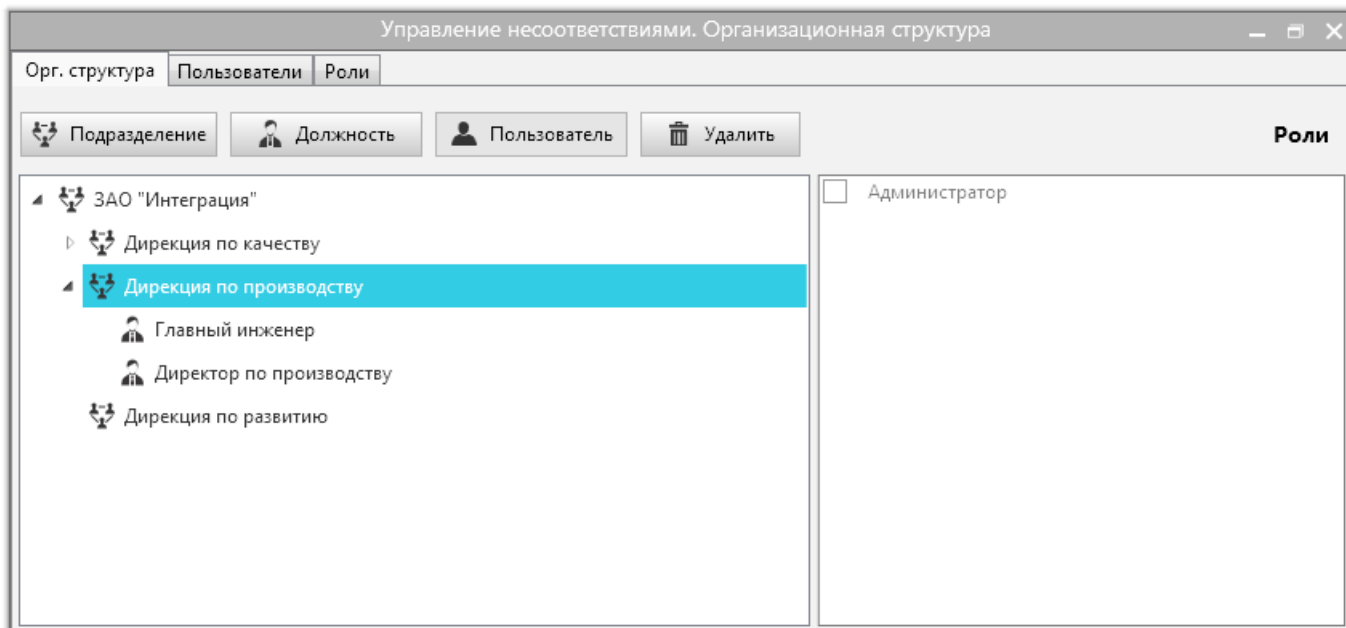 Управление несоответствиями. Организационная структура
Орг. структура Пользователи Роли
Подразделение Должность Пользователь Удалить Роли
ЗАО "Интеграция"
Администратор
Дирекция по качеству
Дирекция по производству
Главный инженер
Директор по производству
Дирекция по развитию